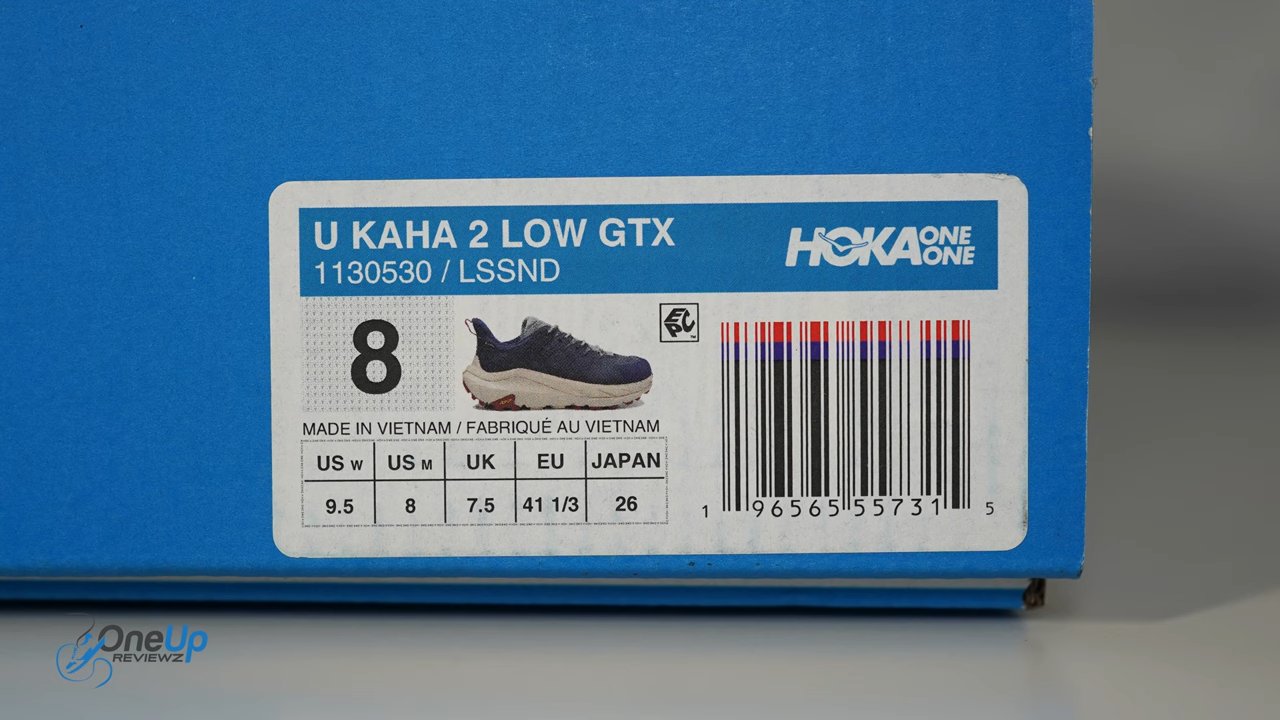 U KAHA 2 LOW GTX
1130530 / LSSND
HOKA ONE ONE
8
EPC™
MADE IN VIETNAM / FABRIQUÉ AU VIETNAM
US W US M UK EU JAPAN
9.5 8 7.5 41 1/3 26
1 96565 55731 5
OneUp
REVIEWZ